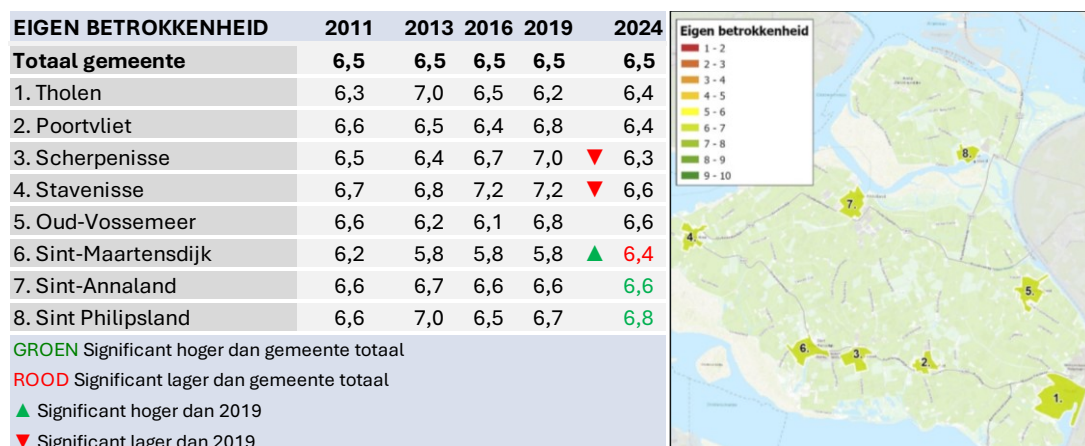 EIGEN BETROKKENHEID 2011 2013 2016 2019 2024
Totaal gemeente 6,5 6,5 6,5 6,5 6,5
1. Tholen 6,3 7,0 6,5 6,2 6,4
2. Poortvliet 6,6 6,5 6,4 6,8 6,4
3. Scherpenisse 6,5 6,4 6,7 7,0 ▼ 6,3
4. Stavenisse 6,7 6,8 7,2 7,2 ▼ 6,6
5. Oud-Vossemeer 6,6 6,2 6,1 6,8 6,6
6. Sint-Maartensdijk 6,2 5,8 5,8 5,8 ▲ 6,4
7. Sint-Annaland 6,6 6,7 6,6 6,6 6,6
8. Sint Philipsland 6,6 7,0 6,5 6,7 6,8
GROEN Significant hoger dan gemeente totaal
ROOD Significant lager dan gemeente totaal
▲ Significant hoger dan 2019
▼ Significant lager dan 2019
Eigen betrokkenheid
1 - 2
2 - 3
3 - 4
4 - 5
5 - 6
6 - 7
7 - 8
8 - 9
9 - 10
8.
7.
4.
5.
6.
3.
2.
1.